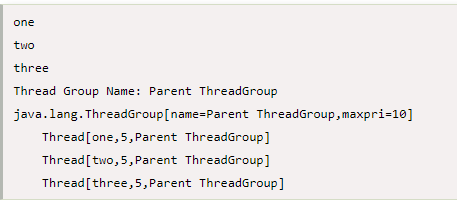 one
two
three
Thread Group Name: Parent ThreadGroup
java.lang.ThreadGroup[name=Parent ThreadGroup,maxpri=10]
    Thread[one,5,Parent ThreadGroup]
    Thread[two,5,Parent ThreadGroup]
    Thread[three,5,Parent ThreadGroup]